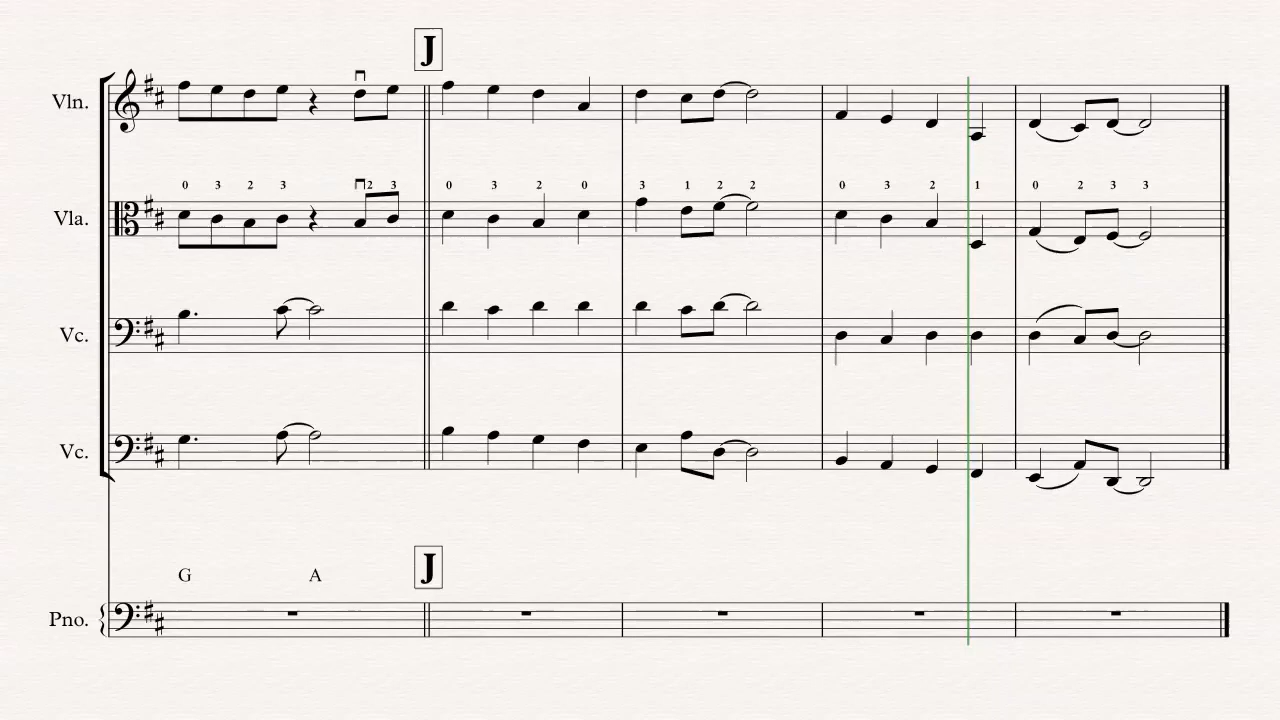 J
Vln.
0 3 2 3 2 3 0 3 2 0 3 1 2 2 0 3 2 1 0 2 3 3
Vla.
Vc.
Vc.
J
G A
Pno.